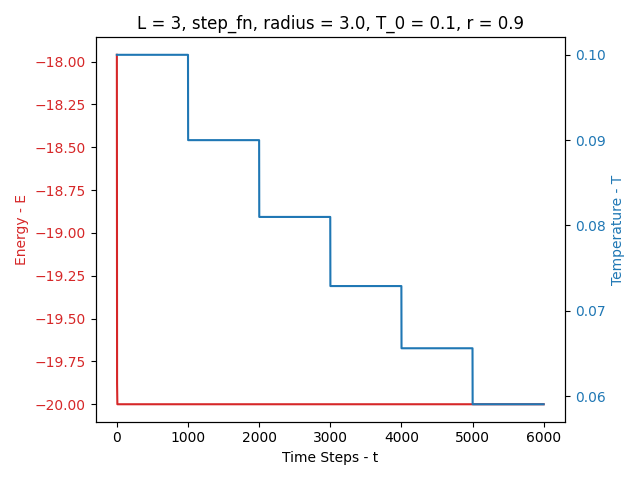 L = 3, step_fn, radius = 3.0, T_0 = 0.1, r = 0.9
Energy - E
−18.00
−18.25
−18.50
−18.75
−19.00
−19.25
−19.50
−19.75
−20.00
0.10
0.09
0.08
0.07
0.06
Temperature - T
0 1000 2000 3000 4000 5000 6000
Time Steps - t